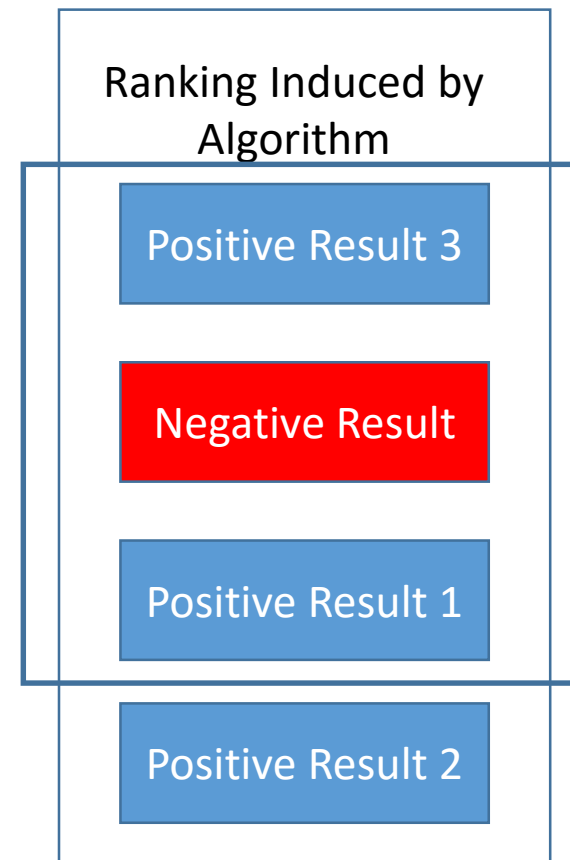 Ranking Induced by
Algorithm
Positive Result 3
Negative Result
Positive Result 1
Positive Result 2